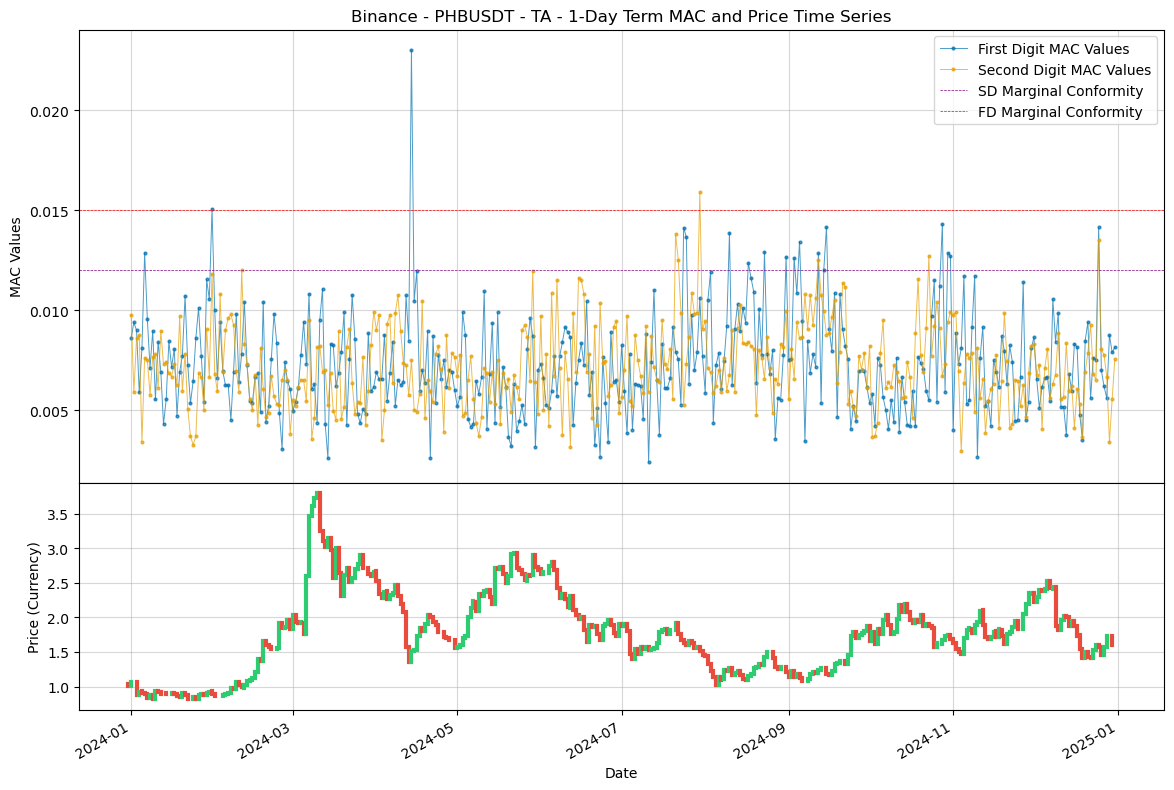 Binance - PHBUSDT - TA - 1-Day Term MAC and Price Time Series
First Digit MAC Values
Second Digit MAC Values
SD Marginal Conformity
FD Marginal Conformity
MAC Values
0.020
0.015
0.010
0.005
Price (Currency)
3.5
3.0
2.5
2.0
1.5
1.0
2024-01
2024-03
2024-05
2024-07
2024-09
2024-11
2025-01
Date